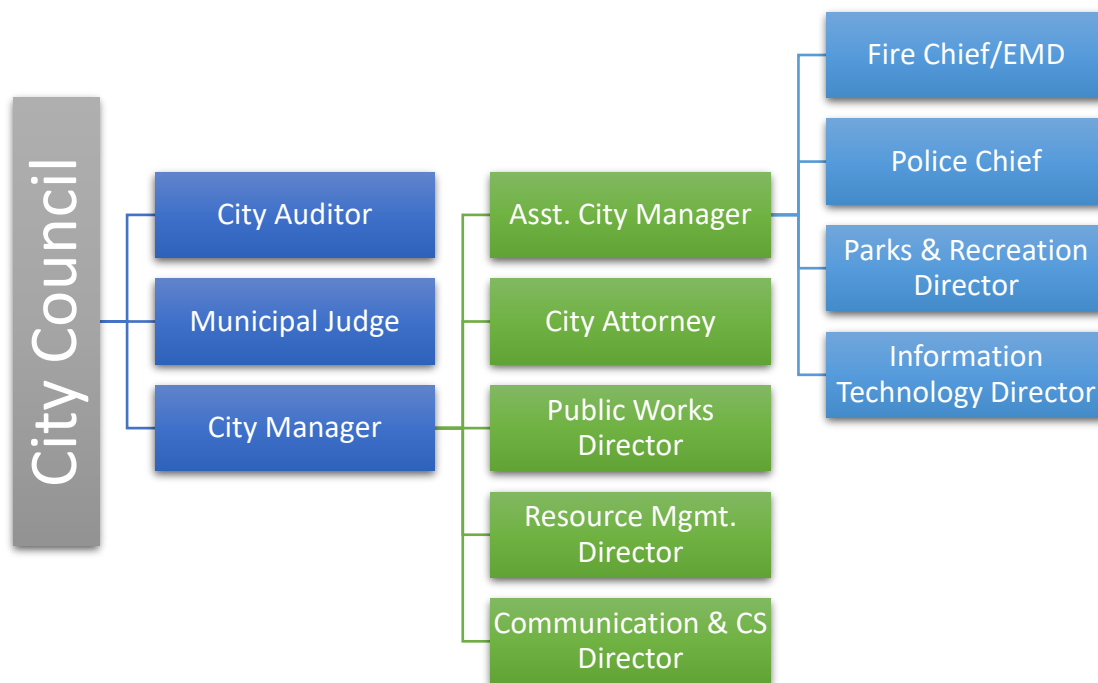 City Council
City Auditor
Municipal Judge
City Manager
Asst. City Manager
City Attorney
Public Works
Director
Resource Mgmt.
Director
Communication & CS
Director
Fire Chief/EMD
Police Chief
Parks & Recreation
Director
Information
Technology Director